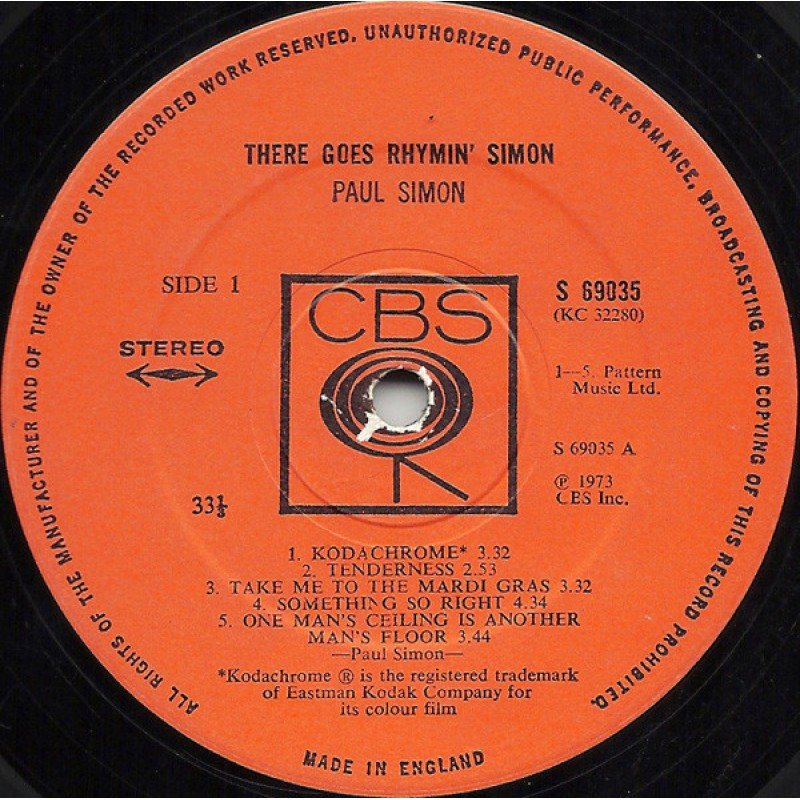 ALL RIGHTS OF THE MANUFACTURER AND OF THE OWNER OF THE RECORDED WORK RESERVED. UNAUTHORIZED PUBLIC PERFORMANCE, BROADCASTING AND COPYING OF THIS RECORD PROHIBITED.
THERE GOES RHYMIN' SIMON
PAUL SIMON
SIDE 1
STEREO
33⅓
CBS
S 69035
(KC 32280)
1—5. Pattern
Music Ltd.
S 69035 A
℗ 1973
CBS Inc.
1. KODACHROME* 3.32
2. TENDERNESS 2.53
3. TAKE ME TO THE MARDI GRAS 3.32
4. SOMETHING SO RIGHT 4.34
5. ONE MAN'S CEILING IS ANOTHER
MAN'S FLOOR 3.44
—Paul Simon—
*Kodachrome ® is the registered trademark
of Eastman Kodak Company for
its colour film
MADE IN ENGLAND